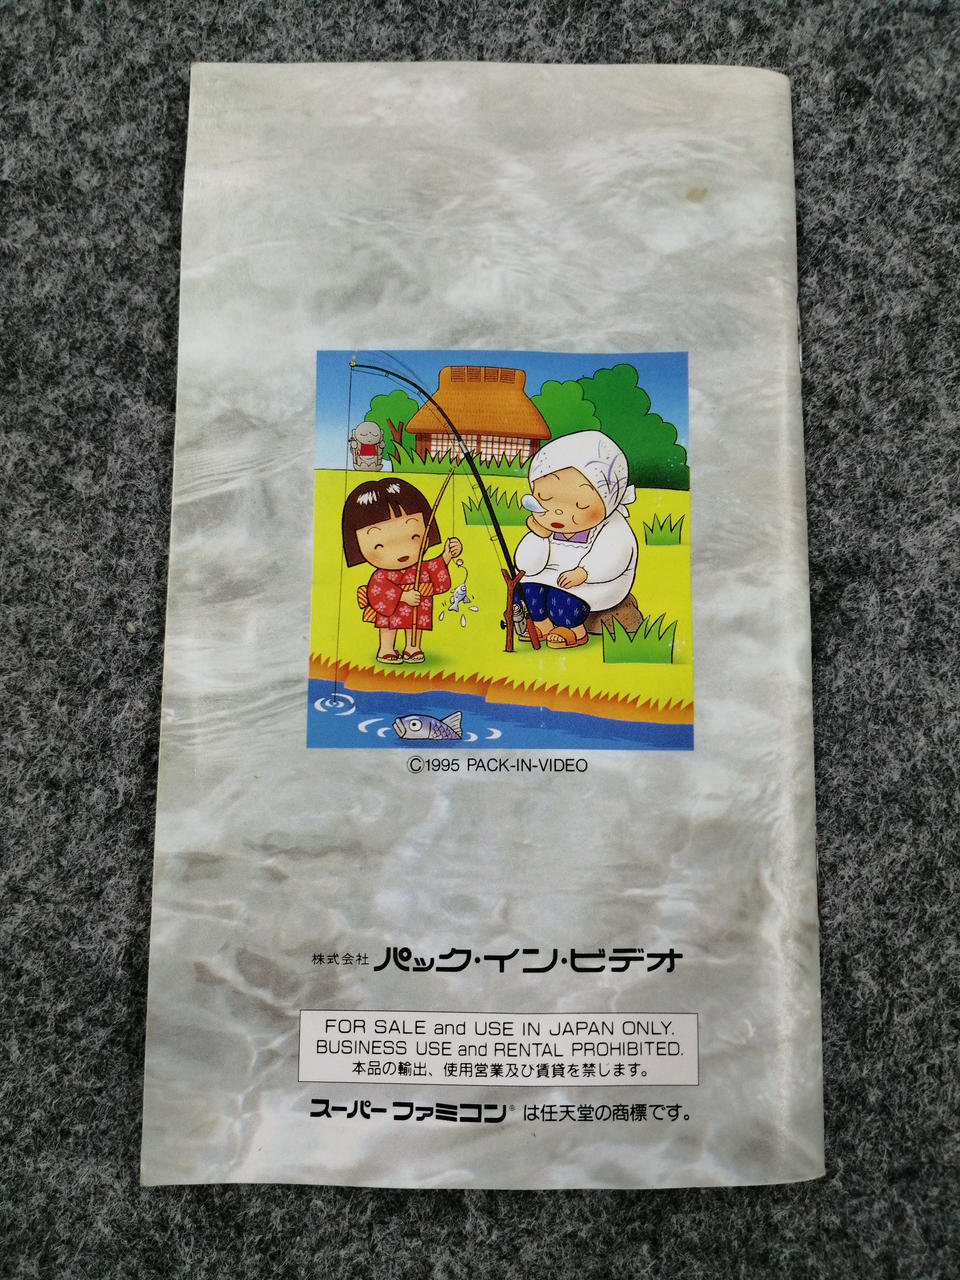 ©1995 PACK-IN-VIDEO
株式会社 パック・イン・ビデオ
FOR SALE and USE IN JAPAN ONLY.
BUSINESS USE and RENTAL PROHIBITED.
本品の輸出、使用営業及び賃貸を禁じます。
スーパーファミコン® は任天堂の商標です。